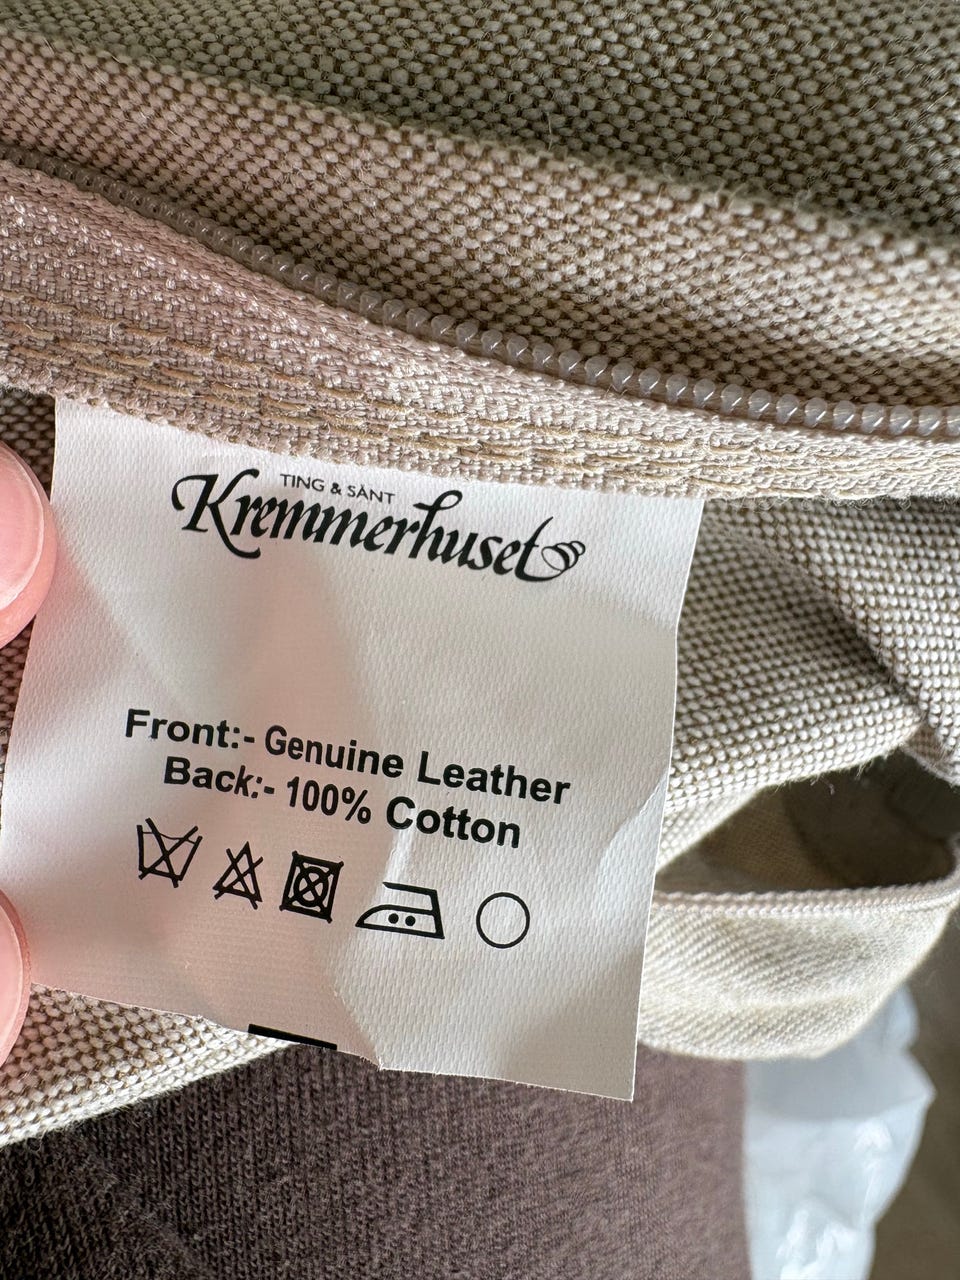 TING & SÅNT
Kremmerhuset
Front:- Genuine Leather
Back:- 100% Cotton